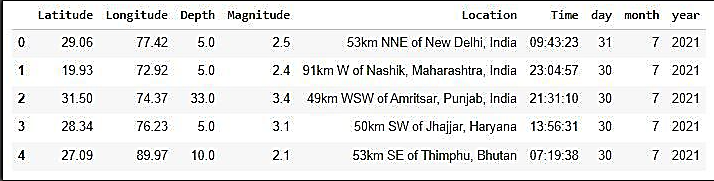 Latitude Longitude Depth Magnitude Location Time day month year
0 29.06 77.42 5.0 2.5 53km NNE of New Delhi, India 09:43:23 31 7 2021
1 19.93 72.92 5.0 2.4 91km W of Nashik, Maharashtra, India 23:04:57 30 7 2021
2 31.50 74.37 33.0 3.4 49km WSW of Amritsar, Punjab, India 21:31:10 30 7 2021
3 28.34 76.23 5.0 3.1 50km SW of Jhajjar, Haryana 13:56:31 30 7 2021
4 27.09 89.97 10.0 2.1 53km SE of Thimphu, Bhutan 07:19:38 30 7 2021